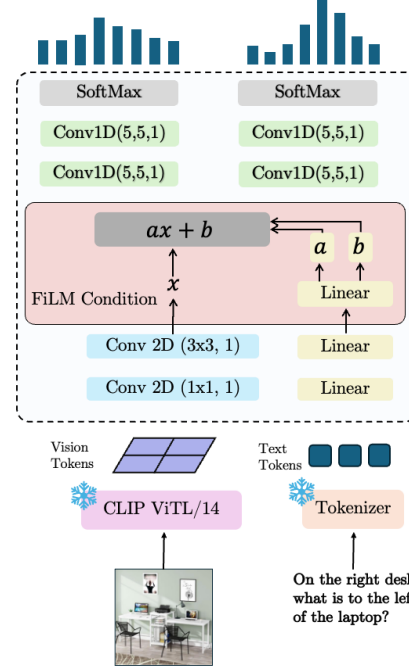 SoftMax SoftMax
Conv1D(5,5,1) Conv1D(5,5,1)
Conv1D(5,5,1) Conv1D(5,5,1)
ax + b
a b
x
FiLM Condition
Linear
Conv 2D (3x3, 1) Linear
Conv 2D (1x1, 1) Linear
Vision
Tokens
Text
Tokens
CLIP ViTL/14
Tokenizer
On the right
what is to the
of the laptop?